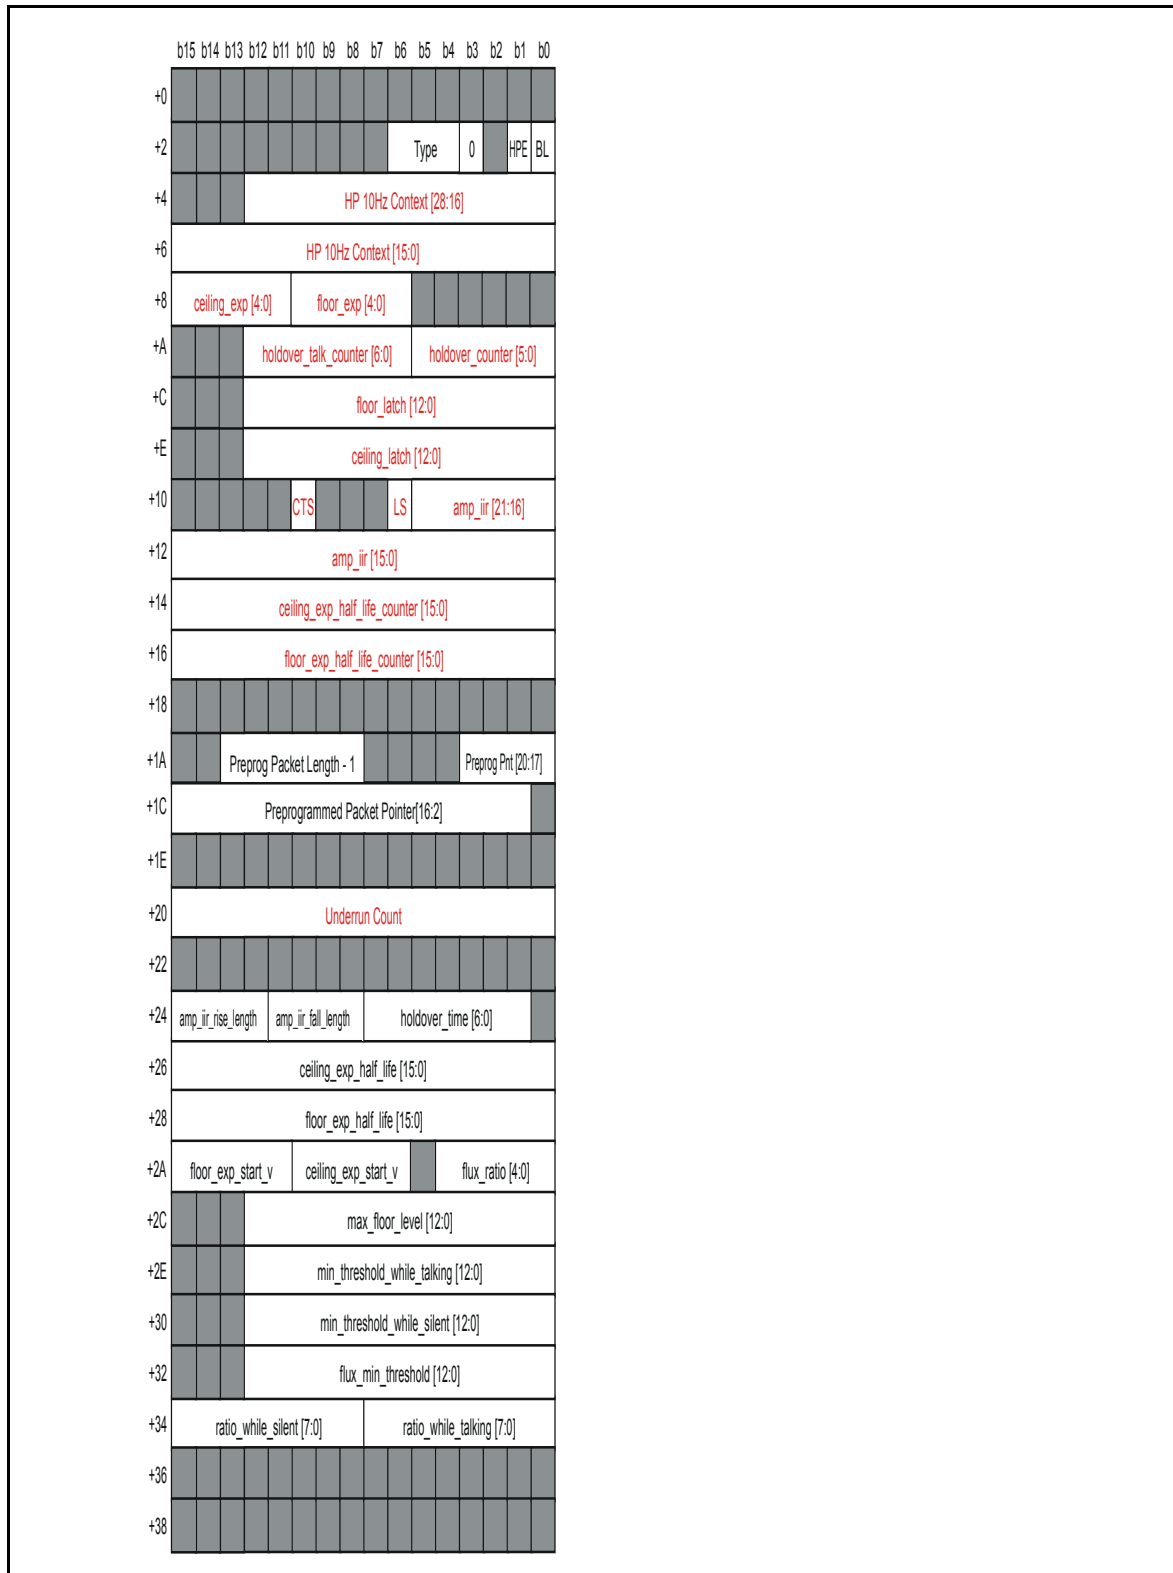 b15 b14 b13 b12 b11 b10 b9 b8 b7 b6 b5 b4 b3 b2 b1 b0
+0
+2 Type 0 HPE BL
+4 HP 10Hz Context [28:16]
+6 HP 10Hz Context [15:0]
+8 ceiling_exp [4:0] floor_exp [4:0]
+A holdover_talk_counter [6:0] holdover_counter [5:0]
+C floor_latch [12:0]
+E ceiling_latch [12:0]
+10 CTS LS amp_iir [21:16]
+12 amp_iir [15:0]
+14 ceiling_exp_half_life_counter [15:0]
+16 floor_exp_half_life_counter [15:0]
+18
+1A Preprog Packet Length - 1 Preprog Pnt [20:17]
+1C Preprogrammed Packet Pointer[16:2]
+1E
+20 Underrun Count
+22
+24 amp_iir_rise_length amp_iir_fall_length holdover_time [6:0]
+26 ceiling_exp_half_life [15:0]
+28 floor_exp_half_life [15:0]
+2A floor_exp_start_v ceiling_exp_start_v flux_ratio [4:0]
+2C max_floor_level [12:0]
+2E min_threshold_while_talking [12:0]
+30 min_threshold_while_silent [12:0]
+32 flux_min_threshold [12:0]
+34 ratio_while_silent [7:0] ratio_while_talking [7:0]
+36
+38